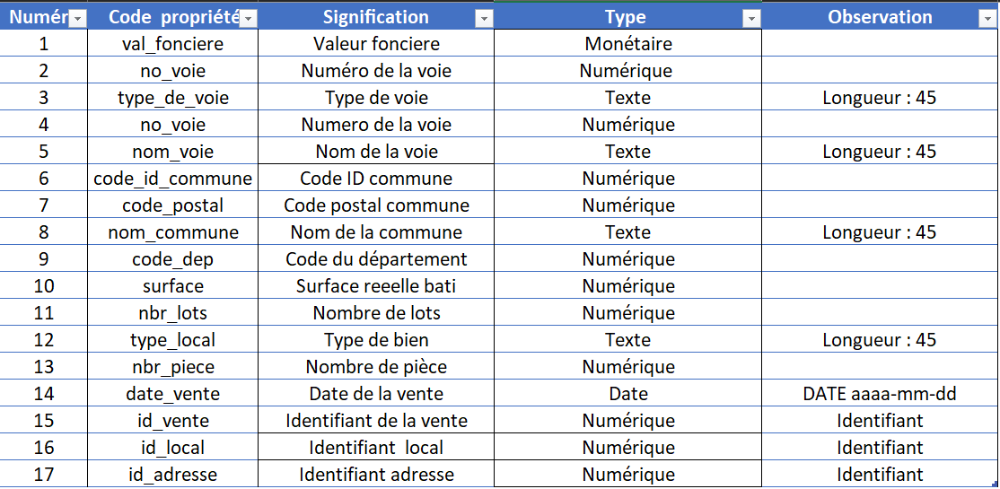 Numér Code propriété Signification Type Observation
1 val_fonciere Valeur fonciere Monétaire
2 no_voie Numéro de la voie Numérique
3 type_de_voie Type de voie Texte Longueur : 45
4 no_voie Numero de la voie Numérique
5 nom_voie Nom de la voie Texte Longueur : 45
6 code_id_commune Code ID commune Numérique
7 code_postal Code postal commune Numérique
8 nom_commune Nom de la commune Texte Longueur : 45
9 code_dep Code du département Numérique
10 surface Surface reeelle bati Numérique
11 nbr_lots Nombre de lots Numérique
12 type_local Type de bien Texte Longueur : 45
13 nbr_piece Nombre de pièce Numérique
14 date_vente Date de la vente Date DATE aaaa-mm-dd
15 id_vente Identifiant de la vente Numérique Identifiant
16 id_local Identifiant local Numérique Identifiant
17 id_adresse Identifiant adresse Numérique Identifiant